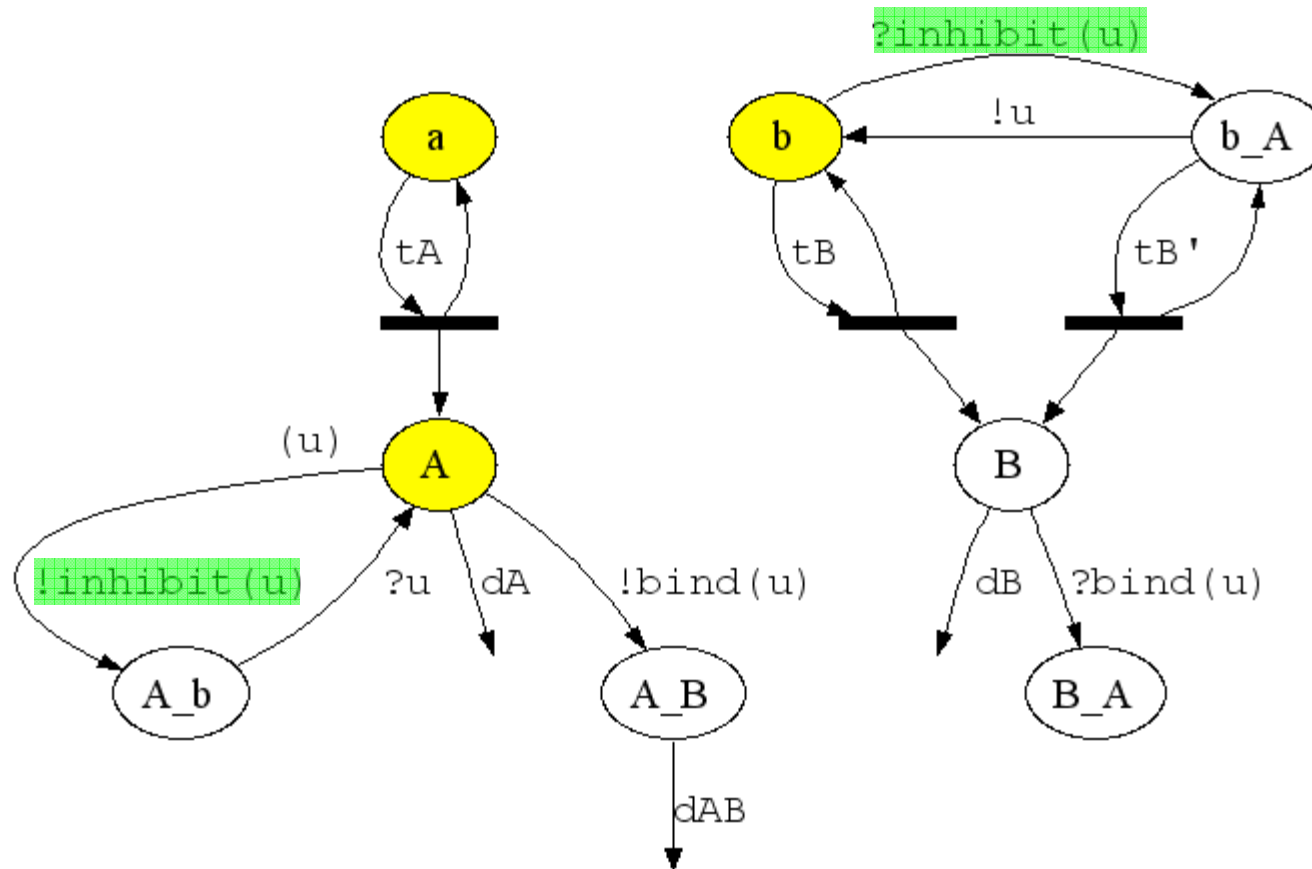 ?inhibit(u)
a
b
!u
b_A
tA
tB
tB'
(u)
A
B
!inhibit(u)
?u
dA
!bind(u)
dB
?bind(u)
A_b
A_B
B_A
dAB